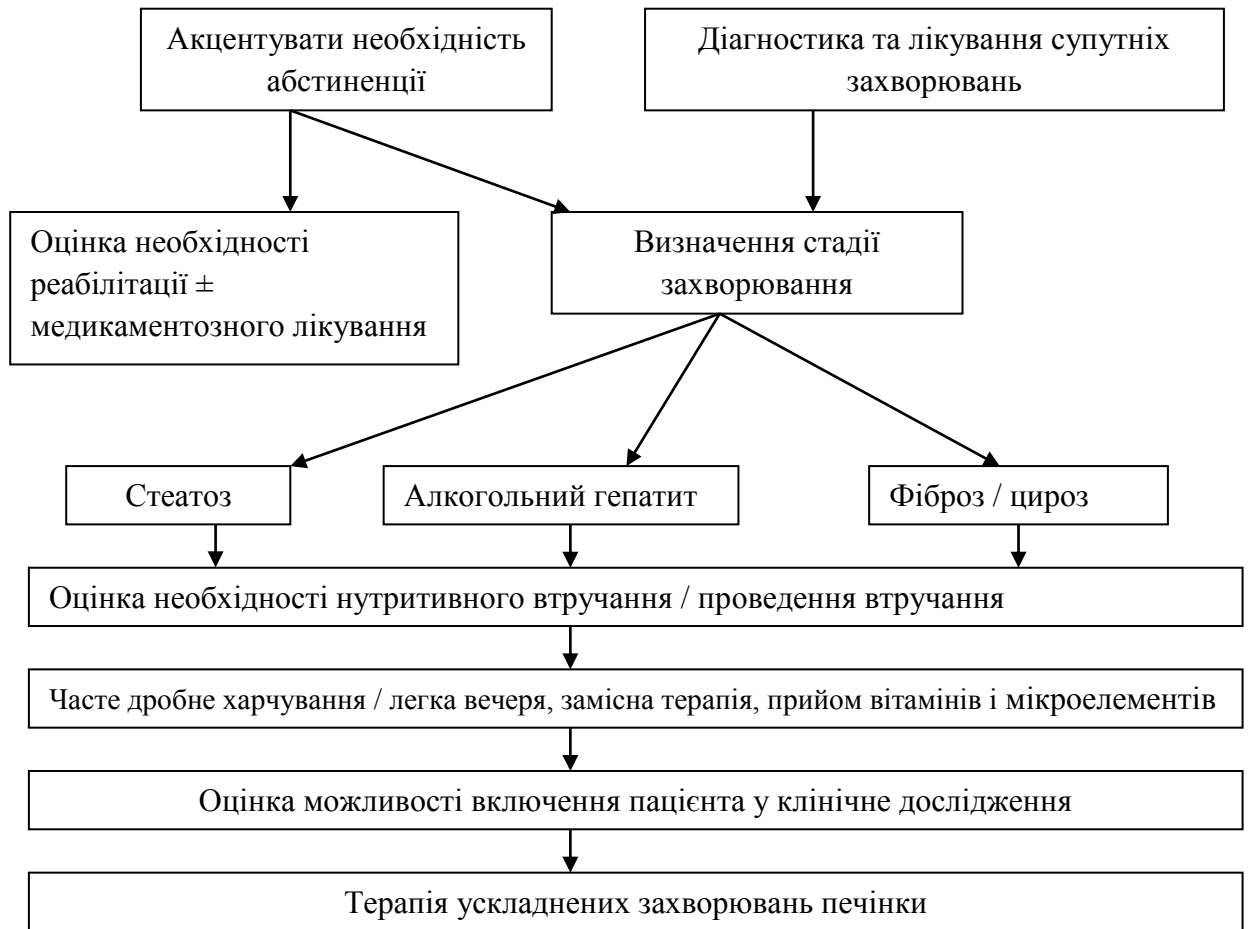 Акцентувати необхідність
абстиненції
Діагностика та лікування супутніх
захворювань
Оцінка необхідності
реабілітації ±
медикаментозного лікування
Визначення стадії
захворювання
Стеатоз
Алкогольний гепатит
Фіброз / цироз
Оцінка необхідності нутритивного втручання / проведення втручання
Часте дробне харчування / легка вечеря, замісна терапія, прийом вітамінів і мікроелементів
Оцінка можливості включення пацієнта у клінічне дослідження
Терапія ускладнених захворювань печінки